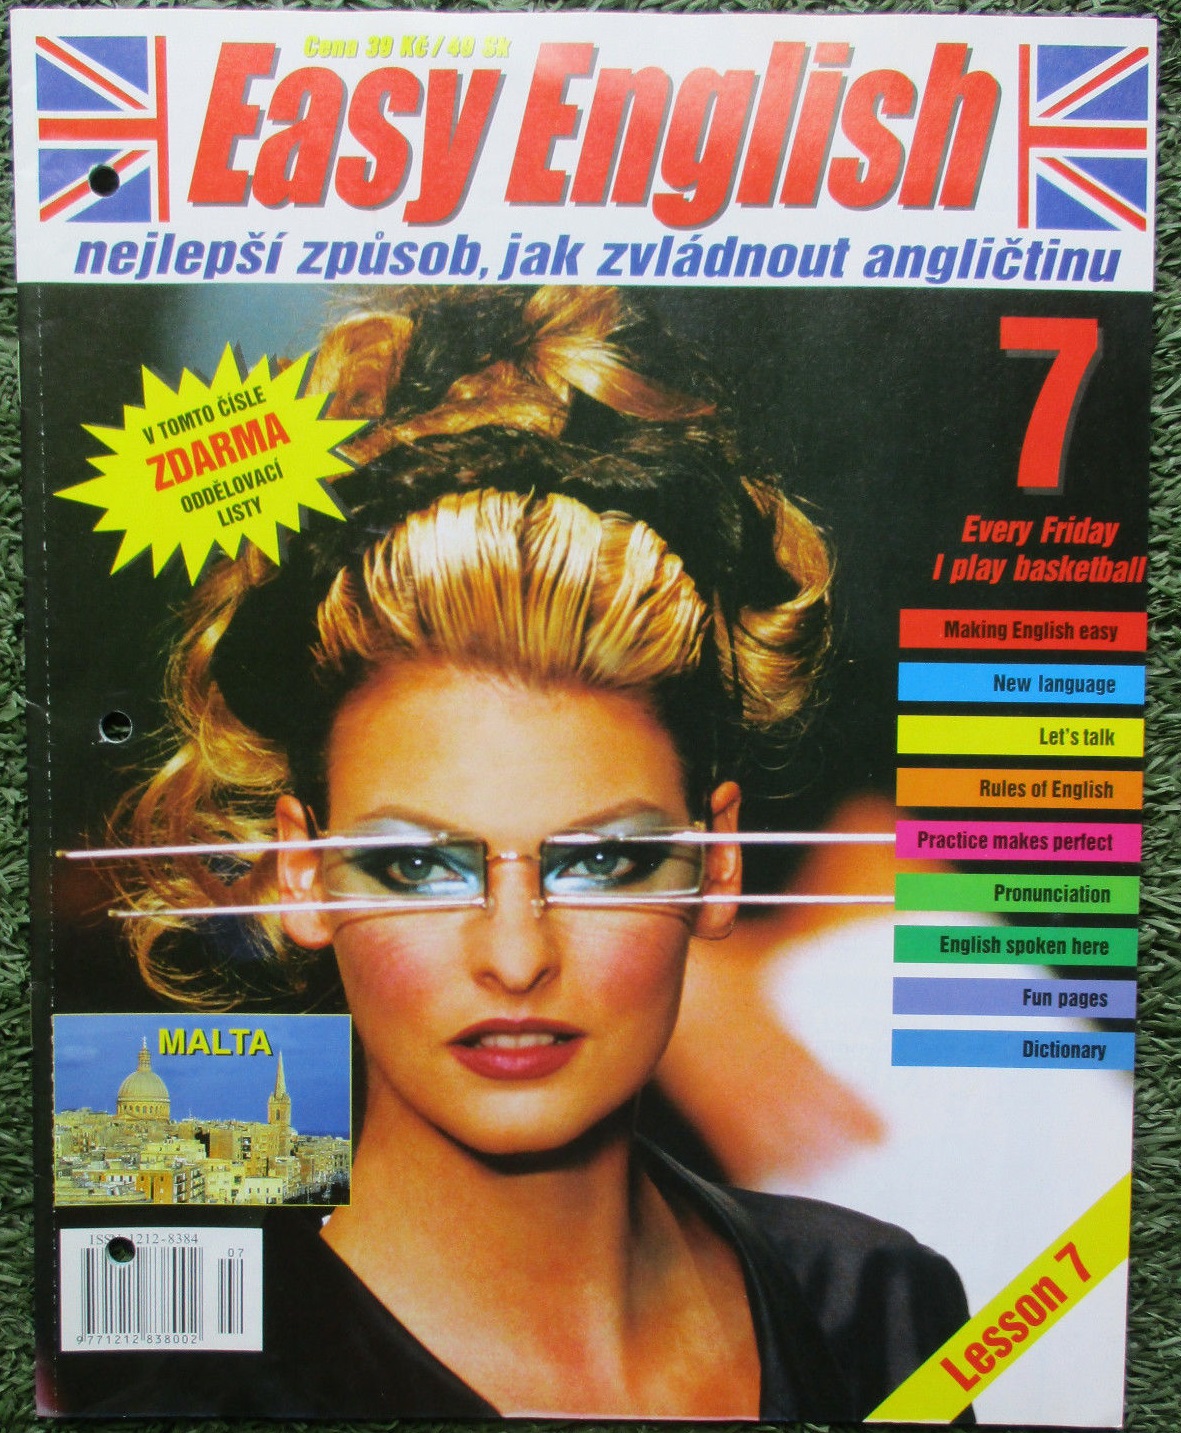 Cena 39 Kč / 49 Sk
Easy English
nejlepší způsob, jak zvládnout angličtinu
V TOMTO ČÍSLE
ZDARMA
ODDĚLOVACÍ
LISTY
7
Every Friday
I play basketball
Making English easy
New language
Let's talk
Rules of English
Practice makes perfect
Pronunciation
English spoken here
Fun pages
Dictionary
MALTA
ISSN 1212-8384
07
9771212838002
Lesson 7